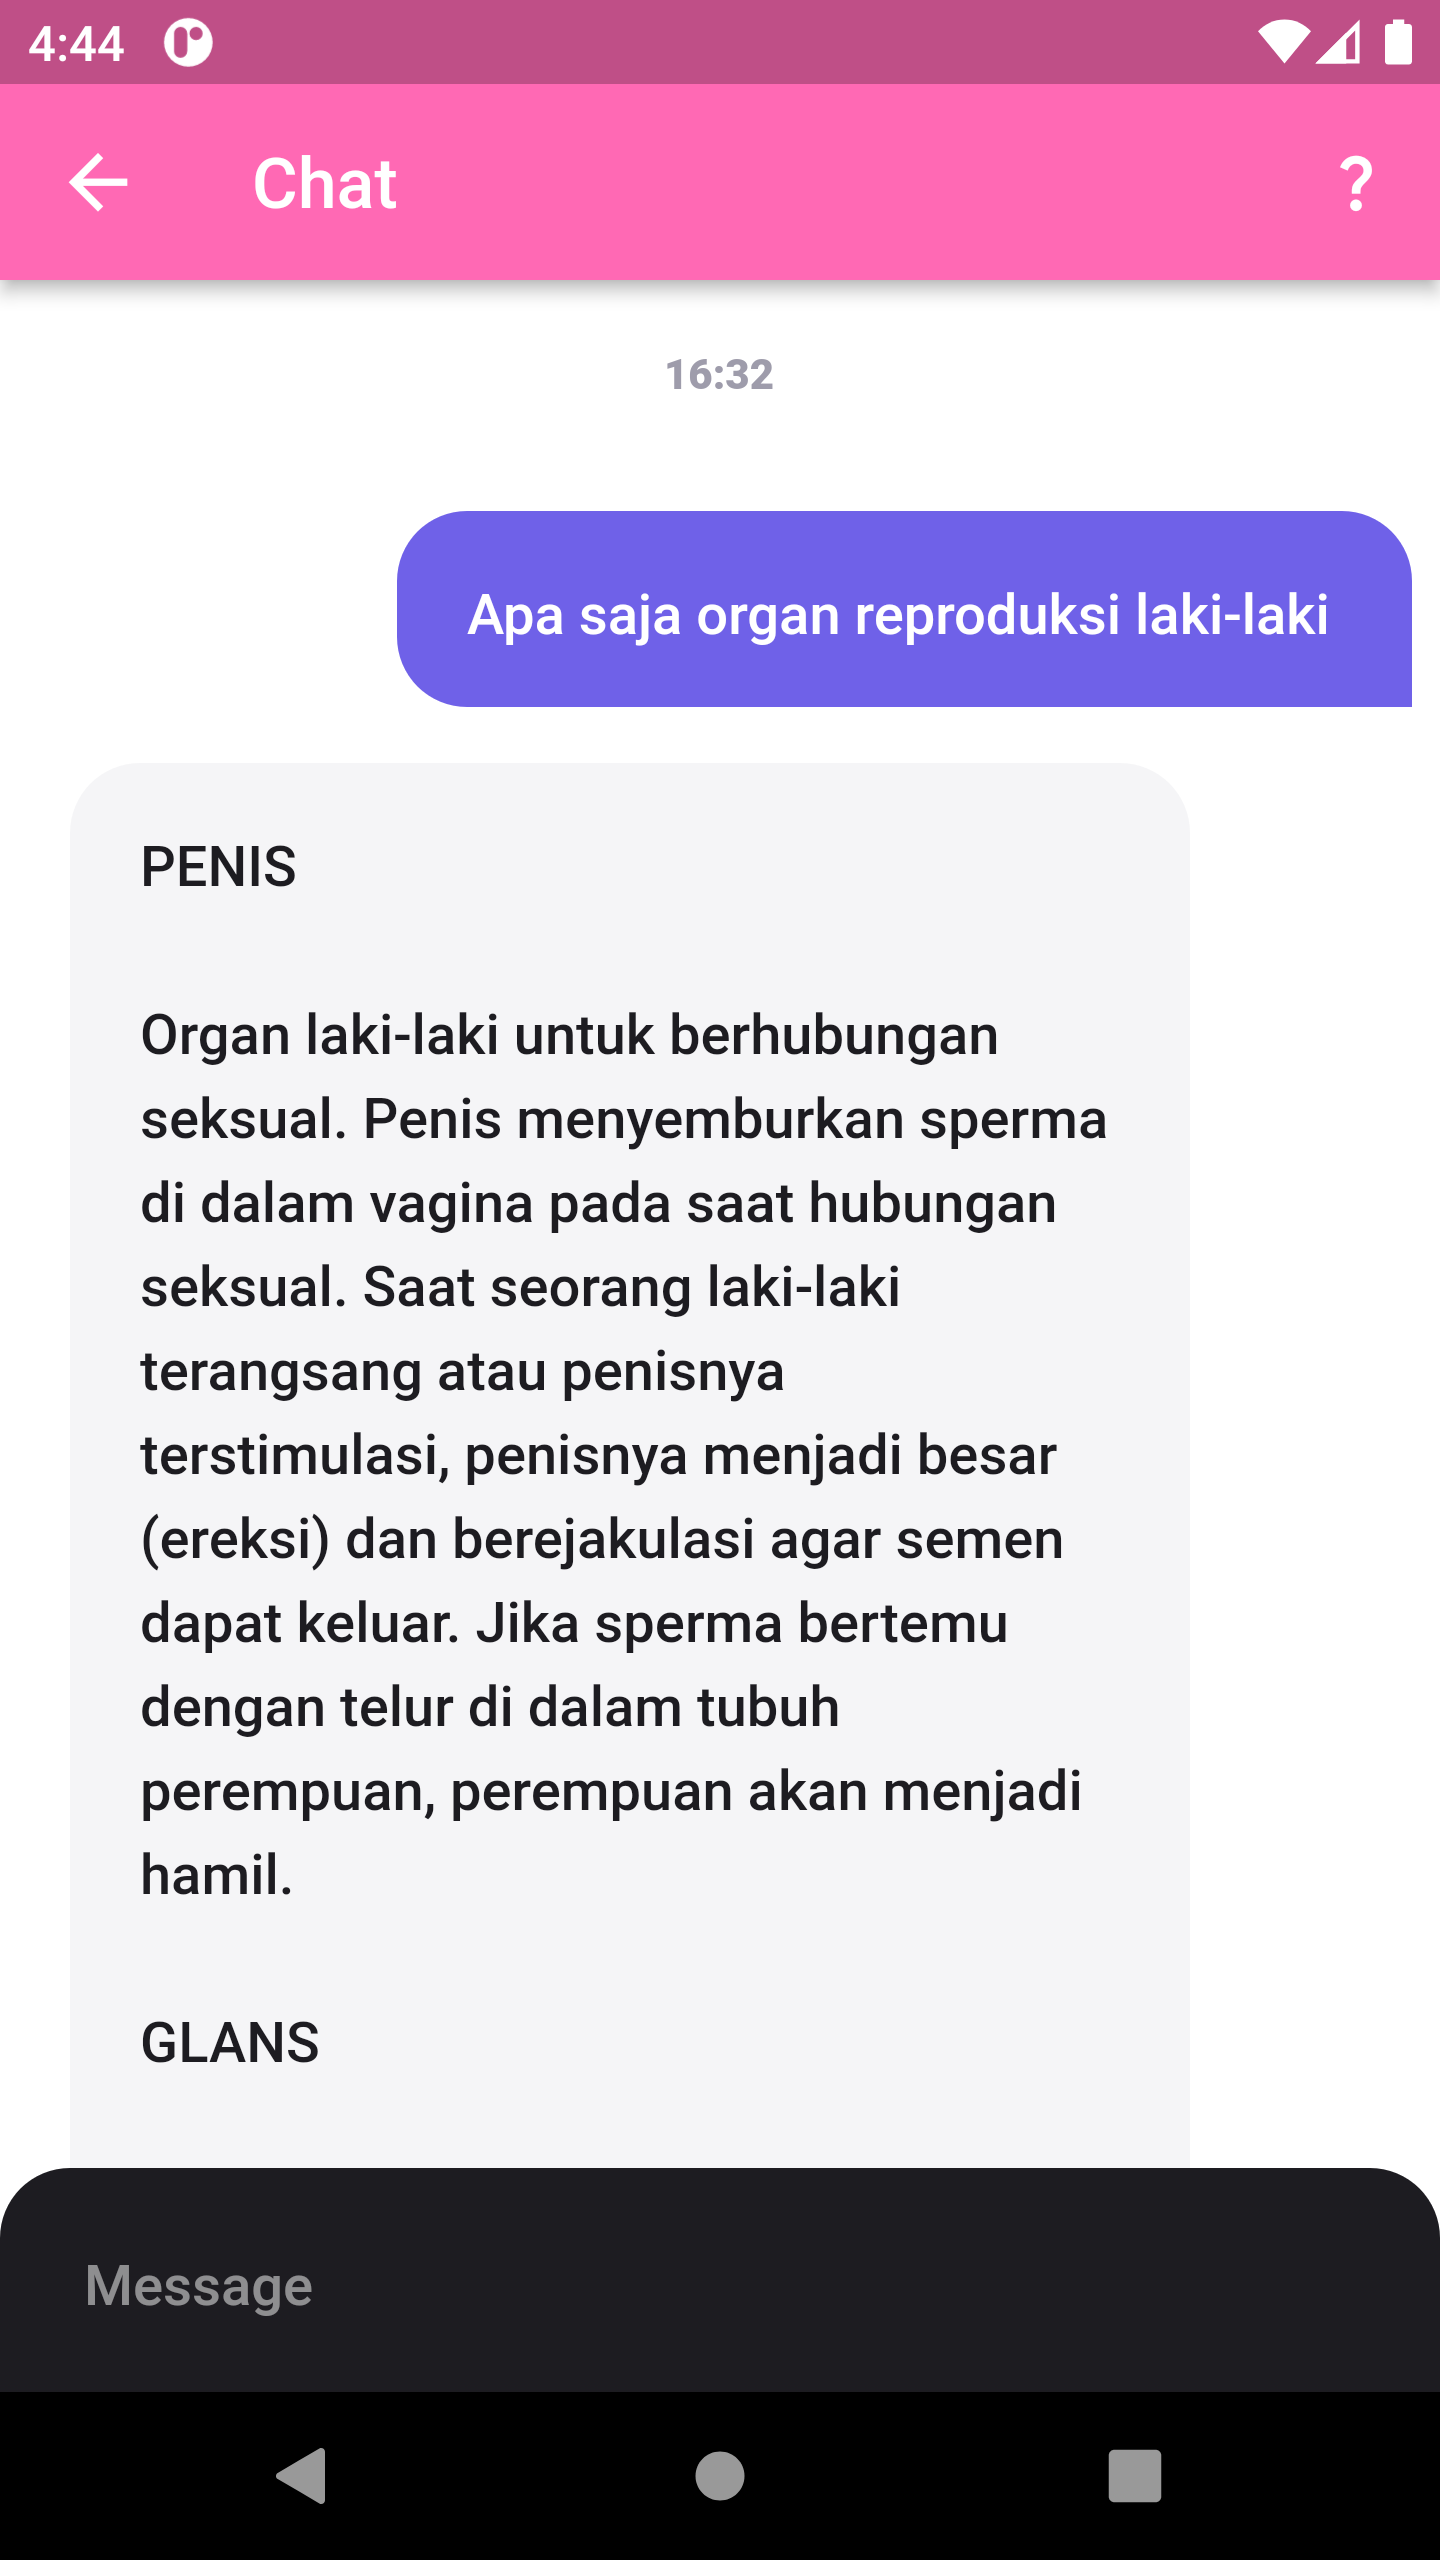 4:44
Chat
?
16:32
Apa saja organ reproduksi laki-laki
PENIS
Organ laki-laki untuk berhubungan
seksual. Penis menyemburkan sperma
di dalam vagina pada saat hubungan
seksual. Saat seorang laki-laki
terangsang atau penisnya
terstimulasi, penisnya menjadi besar
(ereksi) dan berejakulasi agar semen
dapat keluar. Jika sperma bertemu
dengan telur di dalam tubuh
perempuan, perempuan akan menjadi
hamil.
GLANS
Message